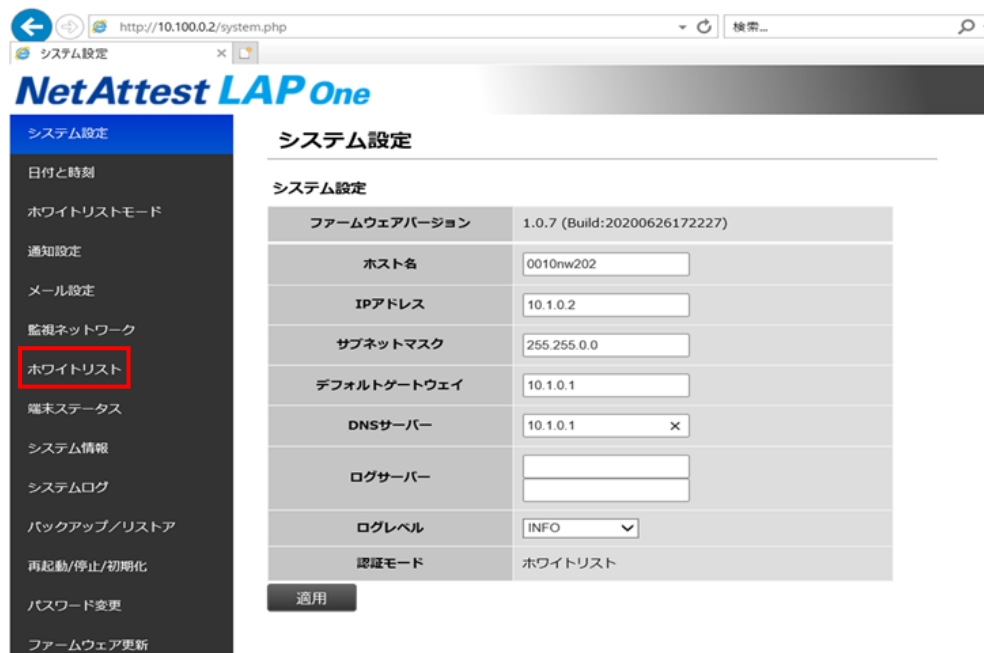 http://10.100.0.2/system.php
検索...
システム設定
NetAttest LAP One
システム設定
日付と時刻
ホワイトリストモード
通知設定
メール設定
監視ネットワーク
ホワイトリスト
端末ステータス
システム情報
システムログ
バックアップ/リストア
再起動/停止/初期化
パスワード変更
ファームウェア更新
システム設定
システム設定
ファームウェアバージョン 1.0.7 (Build:20200626172227)
ホスト名 0010nw202
IPアドレス 10.1.0.2
サブネットマスク 255.255.0.0
デフォルトゲートウェイ 10.1.0.1
DNSサーバー 10.1.0.1
ログサーバー
ログレベル INFO
認証モード ホワイトリスト
適用